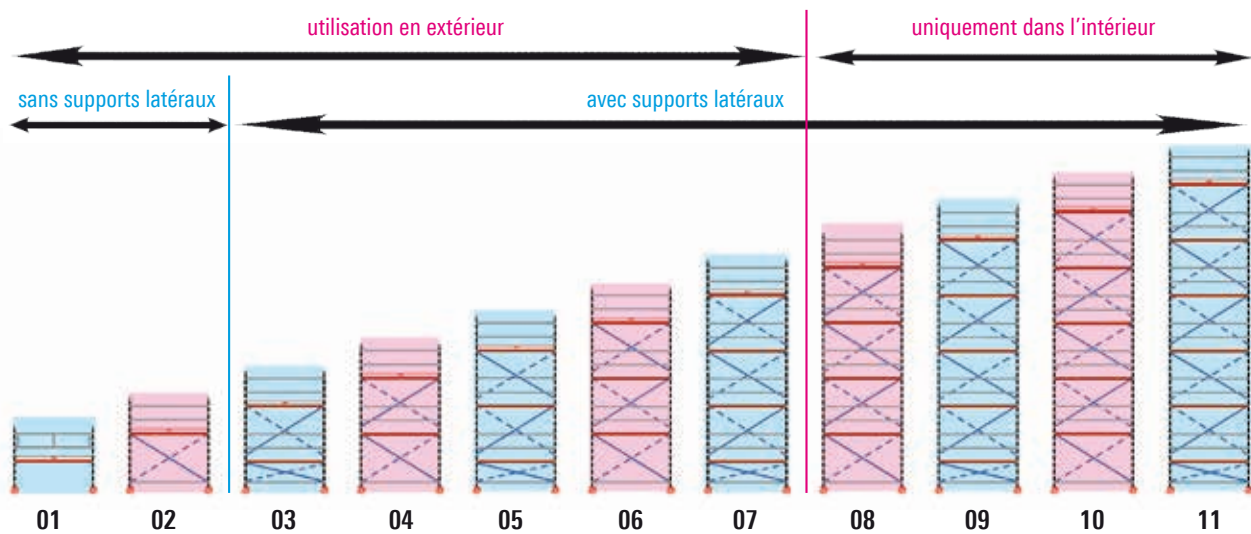 utilisation en extérieur
uniquement dans l’intérieur
sans supports latéraux
avec supports latéraux
01 02 03 04 05 06 07 08 09 10 11